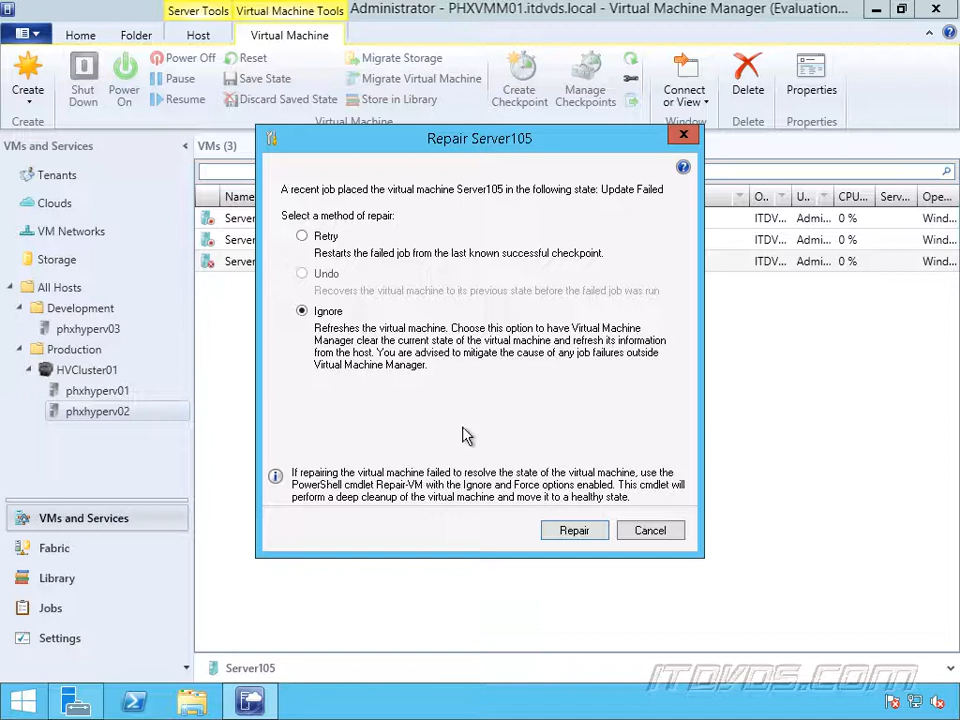 Server Tools
Virtual Machine Tools
Administrator - PHXVMM01.itdvds.local - Virtual Machine Manager (Evaluation...
Home
Folder
Host
Virtual Machine
Create
Shut Down
Power On
Power Off
Pause
Resume
Reset
Save State
Discard Saved State
Migrate Storage
Migrate Virtual Machine
Store in Library
Create Checkpoint
Manage Checkpoints
Connect or View
Delete
Properties
Create
Virtual Machine
Window
Delete
Properties
VMs and Services
Tenants
Clouds
VM Networks
Storage
All Hosts
Development
phxhyperv03
Production
HVCluster01
phxhyperv01
phxhyperv02
VMs and Services
Fabric
Library
Jobs
Settings
VMs (3)
Name
O..
U..
CPU...
Serv...
Ope...
Server
ITDV...
Admi...
0 %
Wind...
Server
ITDV...
Admi...
0 %
Wind...
Server
ITDV...
Admi...
0 %
Wind...
Repair Server105
A recent job placed the virtual machine Server105 in the following state: Update Failed
Select a method of repair:
Retry
Restarts the failed job from the last known successful checkpoint.
Undo
Recovers the virtual machine to its previous state before the failed job was run
Ignore
Refreshes the virtual machine. Choose this option to have Virtual Machine
Manager clear the current state of the virtual machine and refresh its information
from the host. You are advised to mitigate the cause of any job failures outside
Virtual Machine Manager.
If repairing the virtual machine failed to resolve the state of the virtual machine, use the
PowerShell cmdlet Repair-VM with the Ignore and Force options enabled. This cmdlet will
perform a deep cleanup of the virtual machine and move it to a healthy state.
Repair
Cancel
Server105
ITDVDS.COM